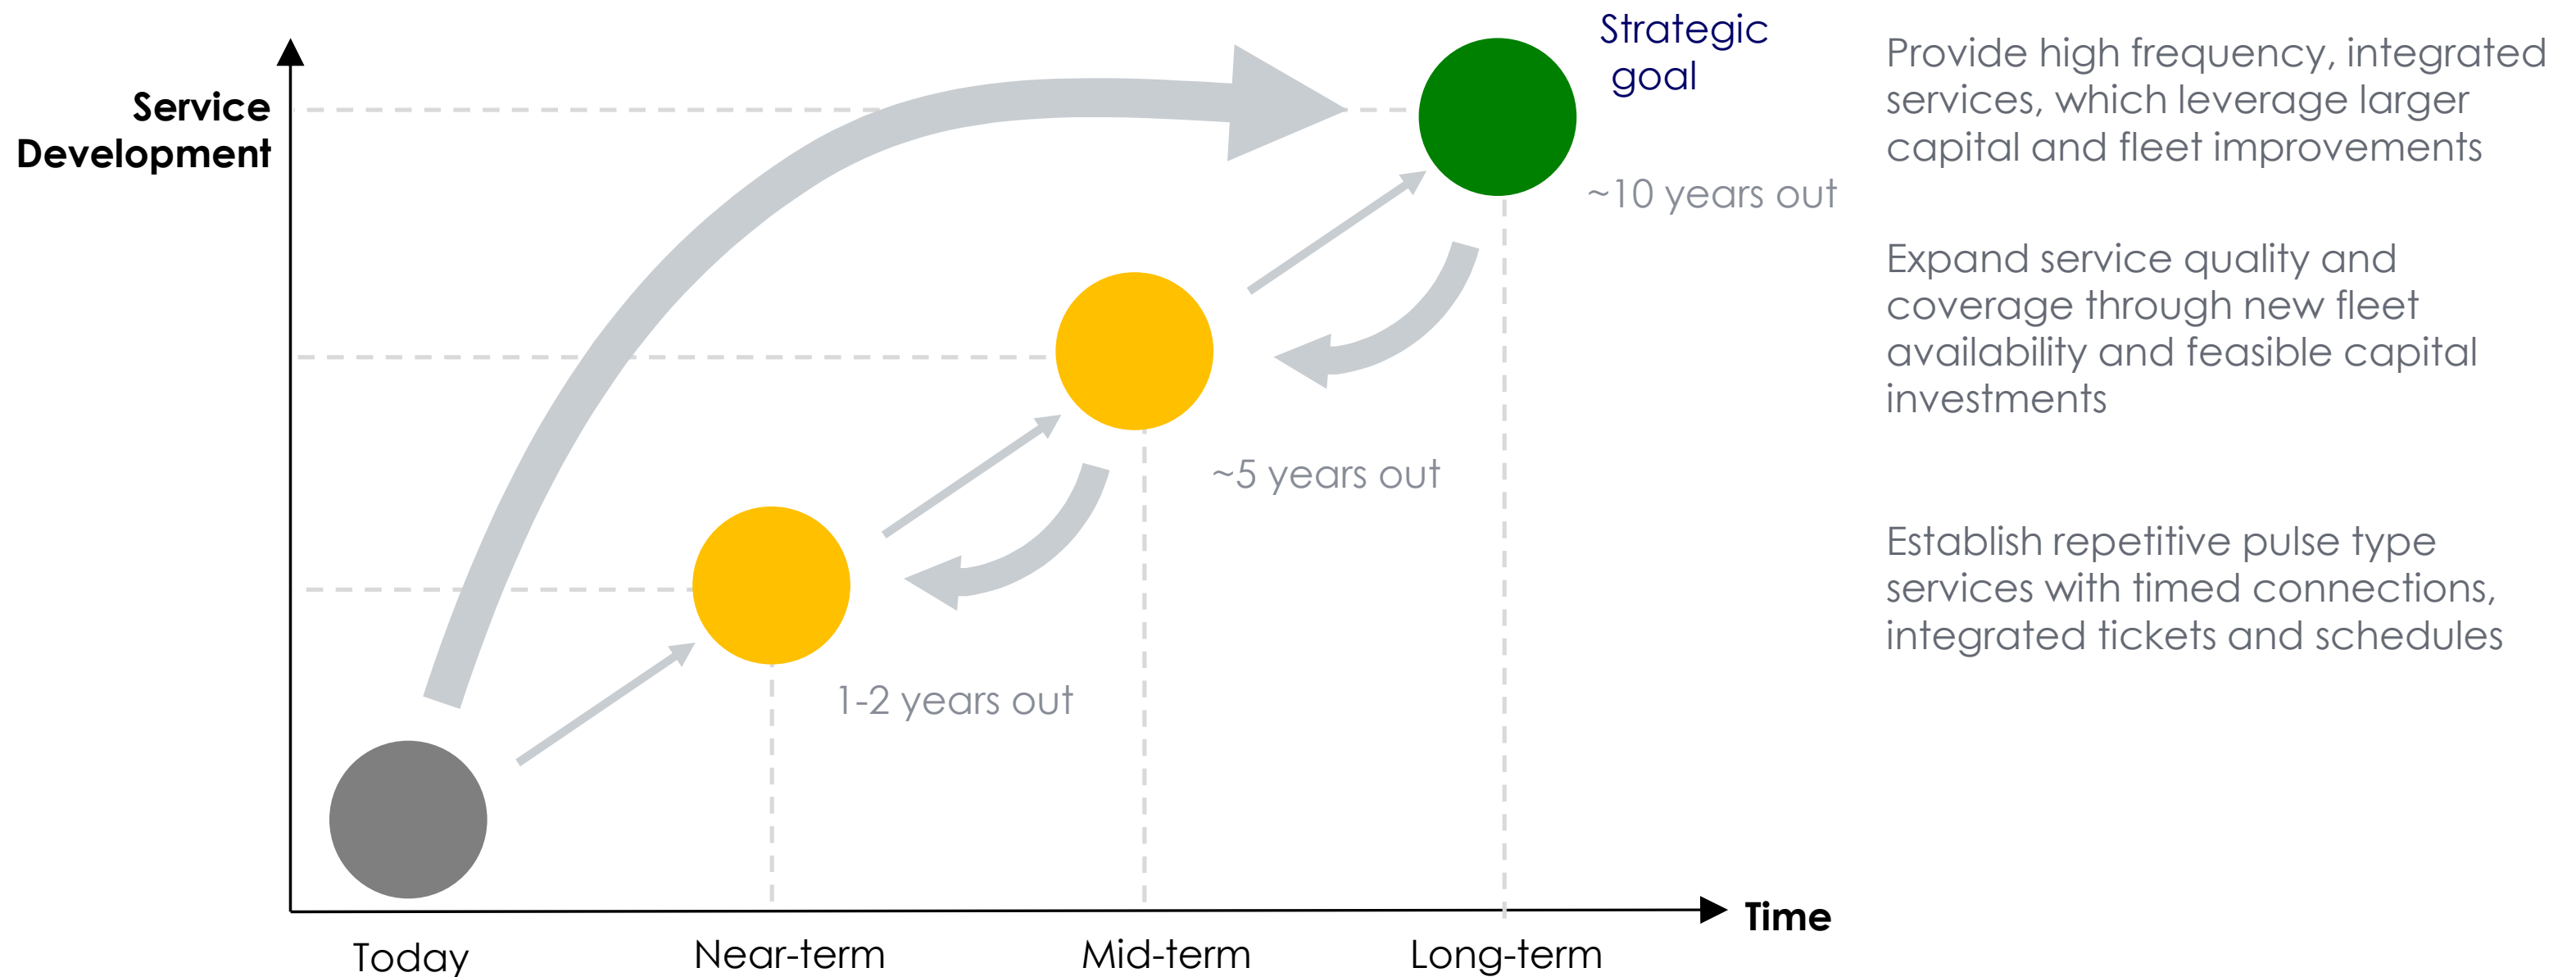 Strategic
goal
Service
Development
~10 years out
~5 years out
1-2 years out
Provide high frequency, integrated
services, which leverage larger
capital and fleet improvements
Expand service quality and
coverage through new fleet
availability and feasible capital
investments
Establish repetitive pulse type
services with timed connections,
integrated tickets and schedules
Time
Today
Near-term
Mid-term
Long-term